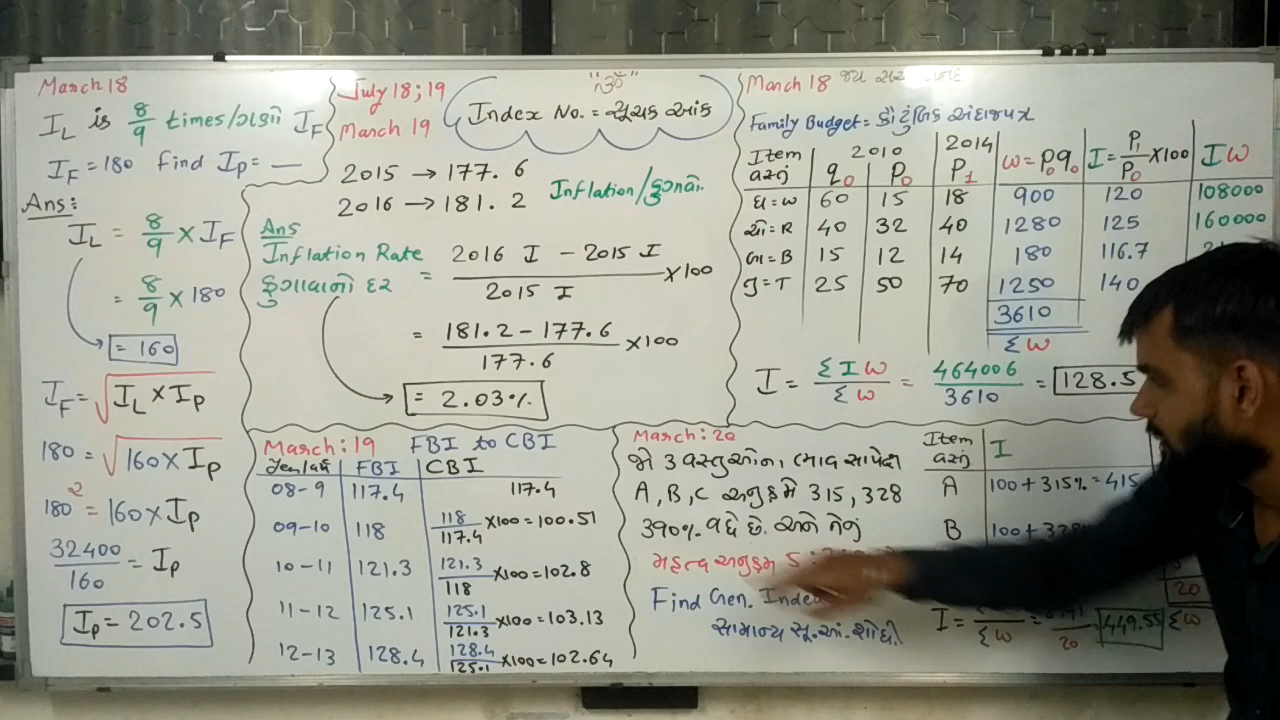 "ૐ"
Index No. = સૂચક આંક
March 18
I_L is 8/9 times/ગણો I_F
I_F = 180 find I_P = __
Ans:
I_L = 8/9 × I_F
= 8/9 × 180
= 160
I_F = √(I_L × I_P)
180 = √(160 × I_P)
180² = 160 × I_P
32400/160 = I_P
I_P = 202.5
July 18; 19
March 19
2015 → 177.6
2016 → 181.2
Inflation/ફુગાવો.
Ans
Inflation Rate
ફુગાવાનો દર
= (2016 I - 2015 I)/(2015 I) × 100
= (181.2 - 177.6)/177.6 × 100
= 2.03%
March 18 જય
Family Budget = કૌટુંબિક અંદાજપત્ર
2010 2014
Item q₀ P₀ P₁ w = P₀q₀ I = P₁/P₀ × 100 Iw
ઘ = W 60 15 18 900 120 108000
ચો = R 40 32 40 1280 125 160000
બા = B 15 12 14 180 116.7
તુ = T 25 50 70 1250 140
3610
Σw
I = ΣIw/Σw = 464006/3610 = 128.5
March: 19 FBI to CBI
Year/વર્ષ FBI CBI
08-9 117.4 117.4
09-10 118 118/117.4 × 100 = 100.51
10-11 121.3 121.3/118 × 100 = 102.8
11-12 125.1 125.1/121.3 × 100 = 103.13
12-13 128.4 128.4/125.1 × 100 = 102.64
March: 20
જો 3 વસ્તુઓના ભાવ સાપેક્ષ
A, B, C અનુક્રમે 315, 328
390% વધે છે. અને તેનું
મહત્વ અનુક્રમ 5 :
Find Gen. Index
સામાન્ય સૂ.આં. શોધો.
Item I
A 100 + 315% = 415
B 100 + 328
20
Σw
I = /Σw = /20 449.55